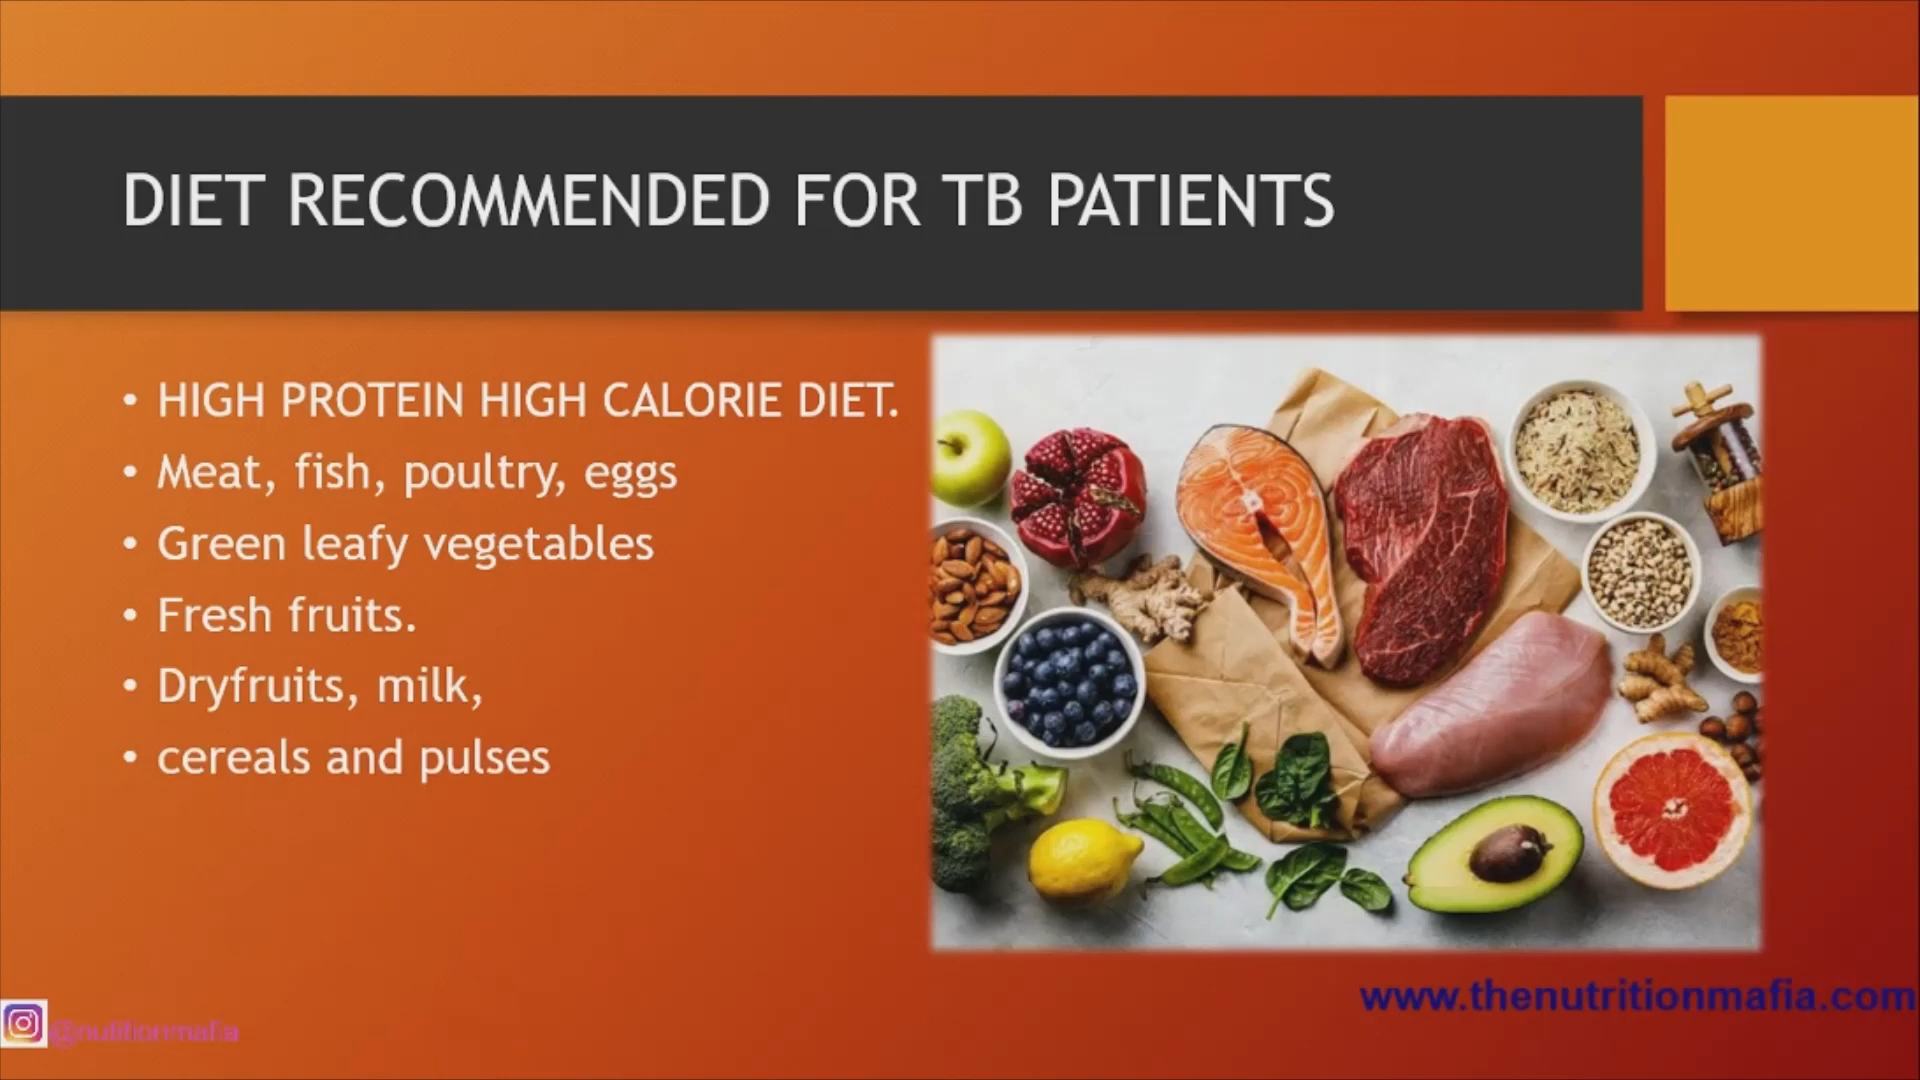 DIET RECOMMENDED FOR TB PATIENTS
• HIGH PROTEIN HIGH CALORIE DIET.
• Meat, fish, poultry, eggs
• Green leafy vegetables
• Fresh fruits.
• Dryfruits, milk,
• cereals and pulses
www.thenutritionmafia.com